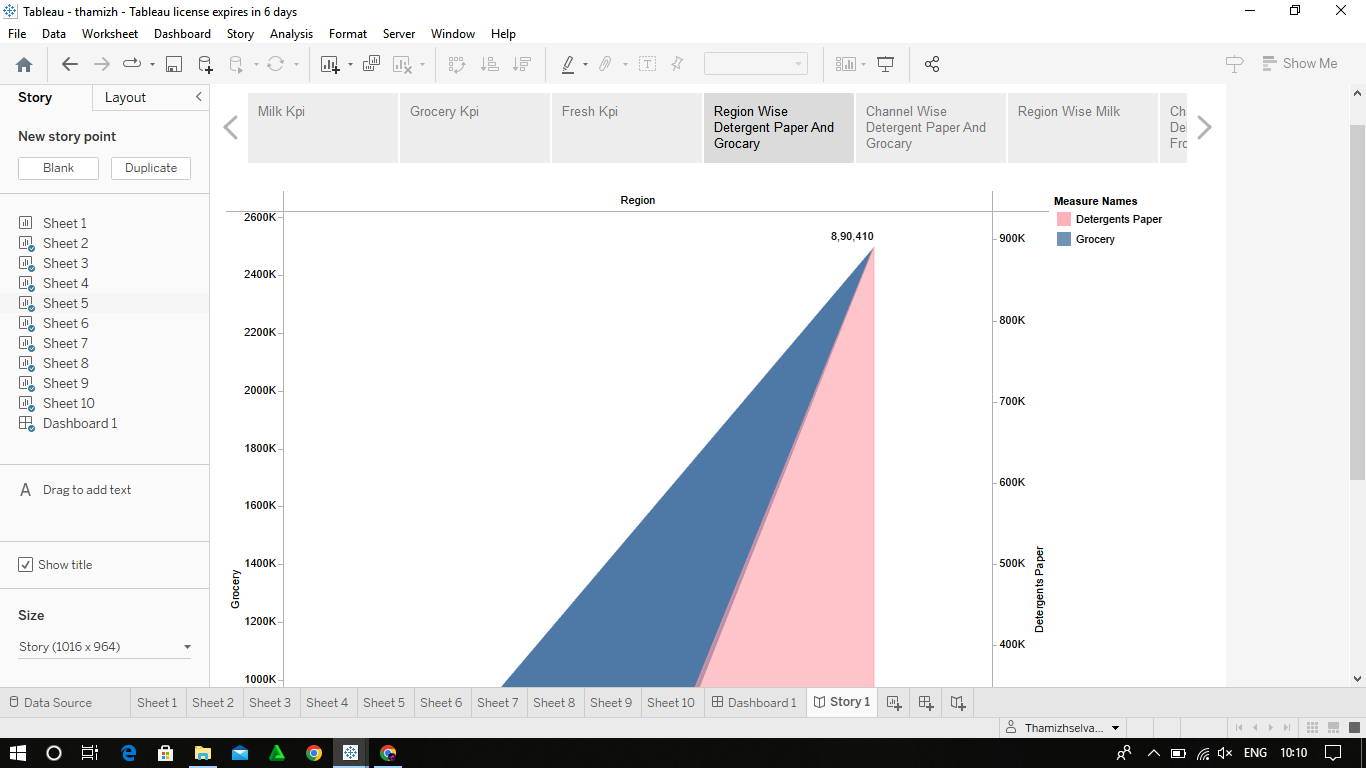 Tableau - thamizh - Tableau license expires in 6 days
File Data Worksheet Dashboard Story Analysis Format Server Window Help
Show Me
Story Layout
New story point
Blank Duplicate
Sheet 1
Sheet 2
Sheet 3
Sheet 4
Sheet 5
Sheet 6
Sheet 7
Sheet 8
Sheet 9
Sheet 10
Dashboard 1
A Drag to add text
Show title
Size
Story (1016 x 964)
Milk Kpi
Grocery Kpi
Fresh Kpi
Region Wise
Detergent Paper And
Grocary
Channel Wise
Detergent Paper And
Grocary
Region Wise Milk
Region
2600K
2400K
2200K
2000K
1800K
1600K
1400K
1200K
1000K
Grocery
8,90,410
900K
800K
700K
600K
500K
400K
Detergents Paper
Measure Names
Detergents Paper
Grocery
Data Source Sheet 1 Sheet 2 Sheet 3 Sheet 4 Sheet 5 Sheet 6 Sheet 7 Sheet 8 Sheet 9 Sheet 10 Dashboard 1 Story 1
Thamizhselva...
ENG 10:10